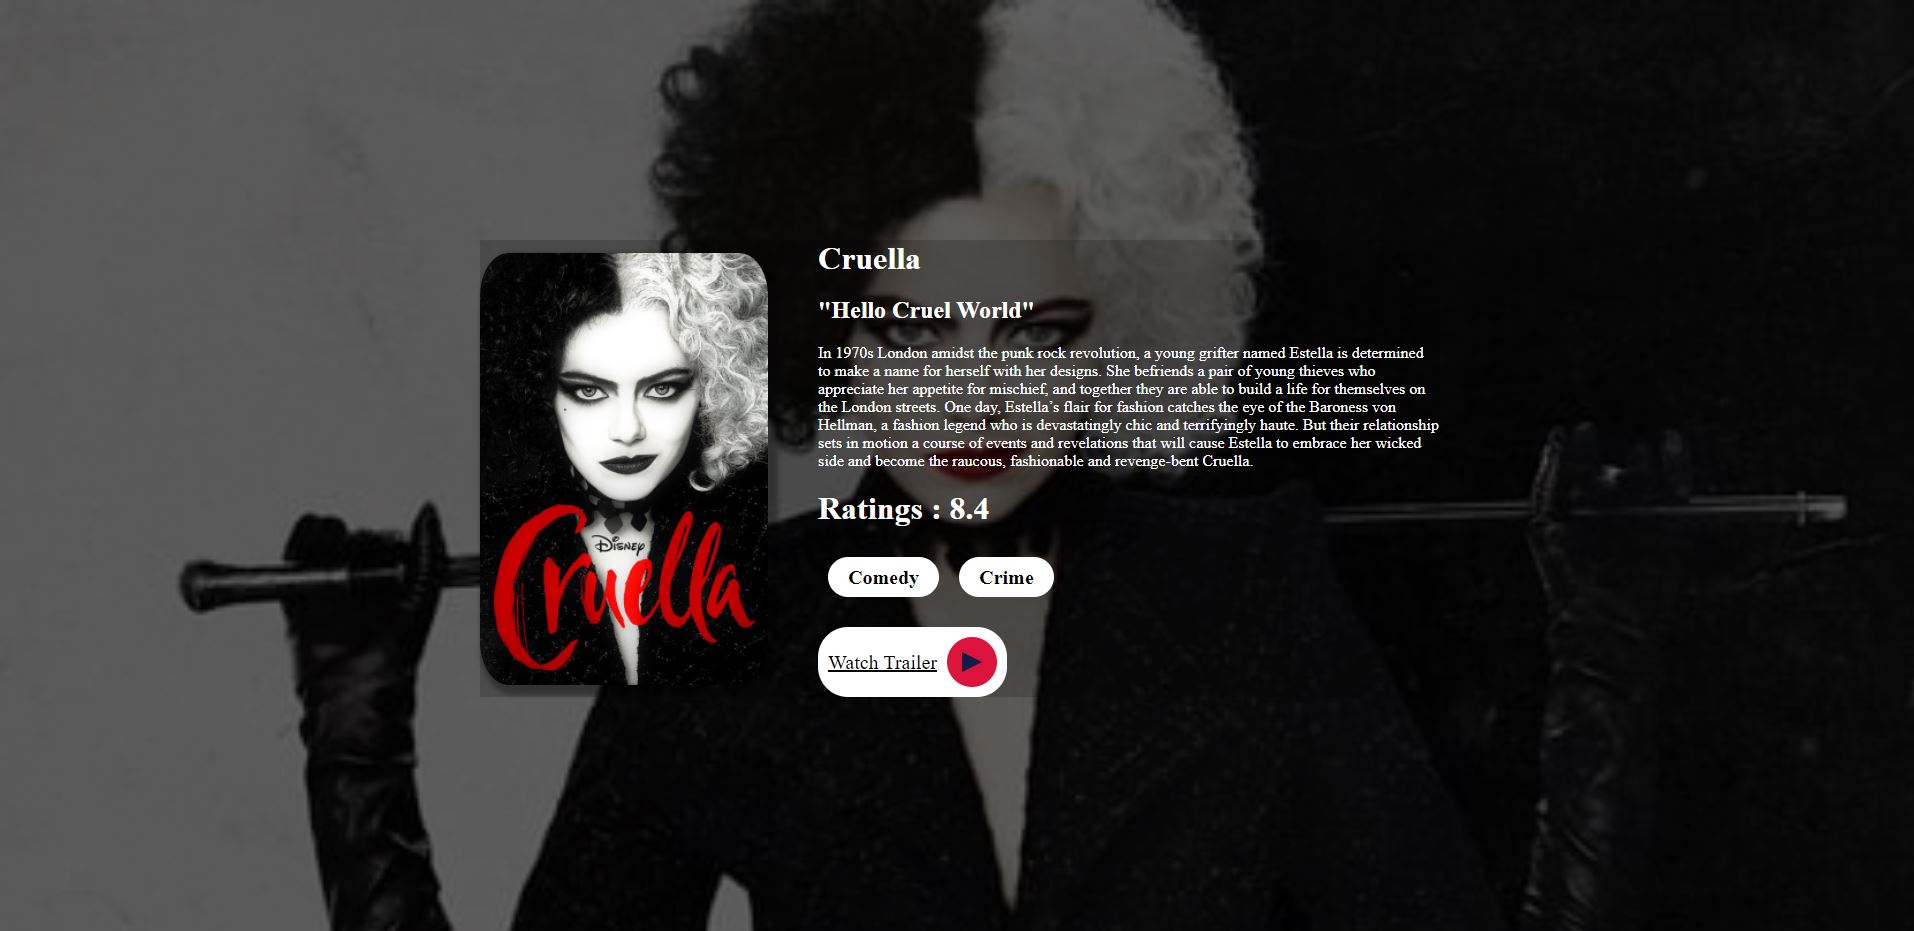 Cruella
"Hello Cruel World"
In 1970s London amidst the punk rock revolution, a young grifter named Estella is determined
to make a name for herself with her designs. She befriends a pair of young thieves who
appreciate her appetite for mischief, and together they are able to build a life for themselves on
the London streets. One day, Estella’s flair for fashion catches the eye of the Baroness von
Hellman, a fashion legend who is devastatingly chic and terrifyingly haute. But their relationship
sets in motion a course of events and revelations that will cause Estella to embrace her wicked
side and become the raucous, fashionable and revenge-bent Cruella.
Ratings : 8.4
Comedy Crime
Watch Trailer
Disney
Cruella